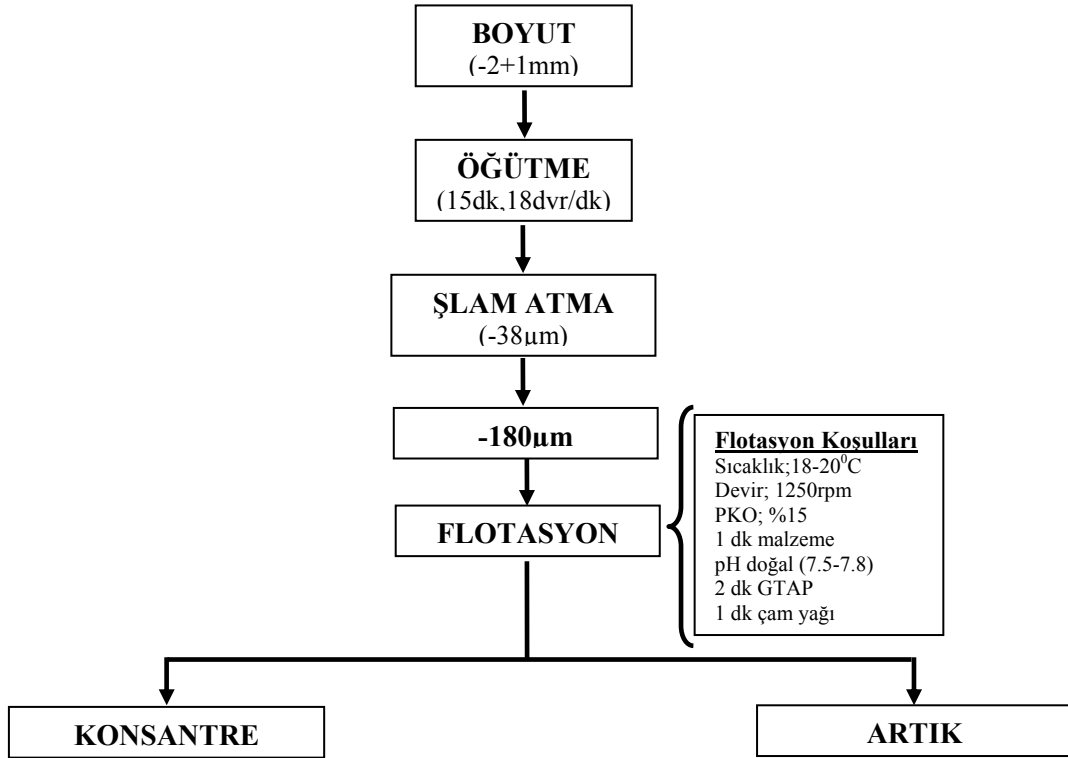 BOYUT
(-2+1mm)
ÖĞÜTME
(15dk,18dvr/dk)
ŞLAM ATMA
(-38µm)
-180µm
FLOTASYON
Flotasyon Koşulları
Sıcaklık;18-20⁰C
Devir; 1250rpm
PKO; %15
1 dk malzeme
pH doğal (7.5-7.8)
2 dk GTAP
1 dk çam yağı
KONSANTRE
ARTIK